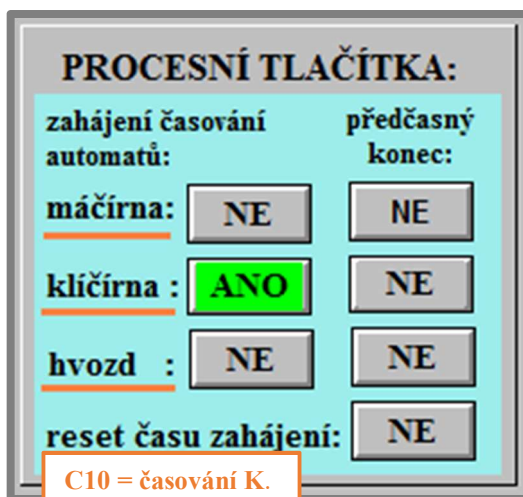 PROCESNÍ TLAČÍTKA:
zahájení časování předčasný
automatů: konec:
máčírna: NE NE
klíčírna : ANO NE
hvozd : NE NE
reset času zahájení: NE
C10 = časování K.